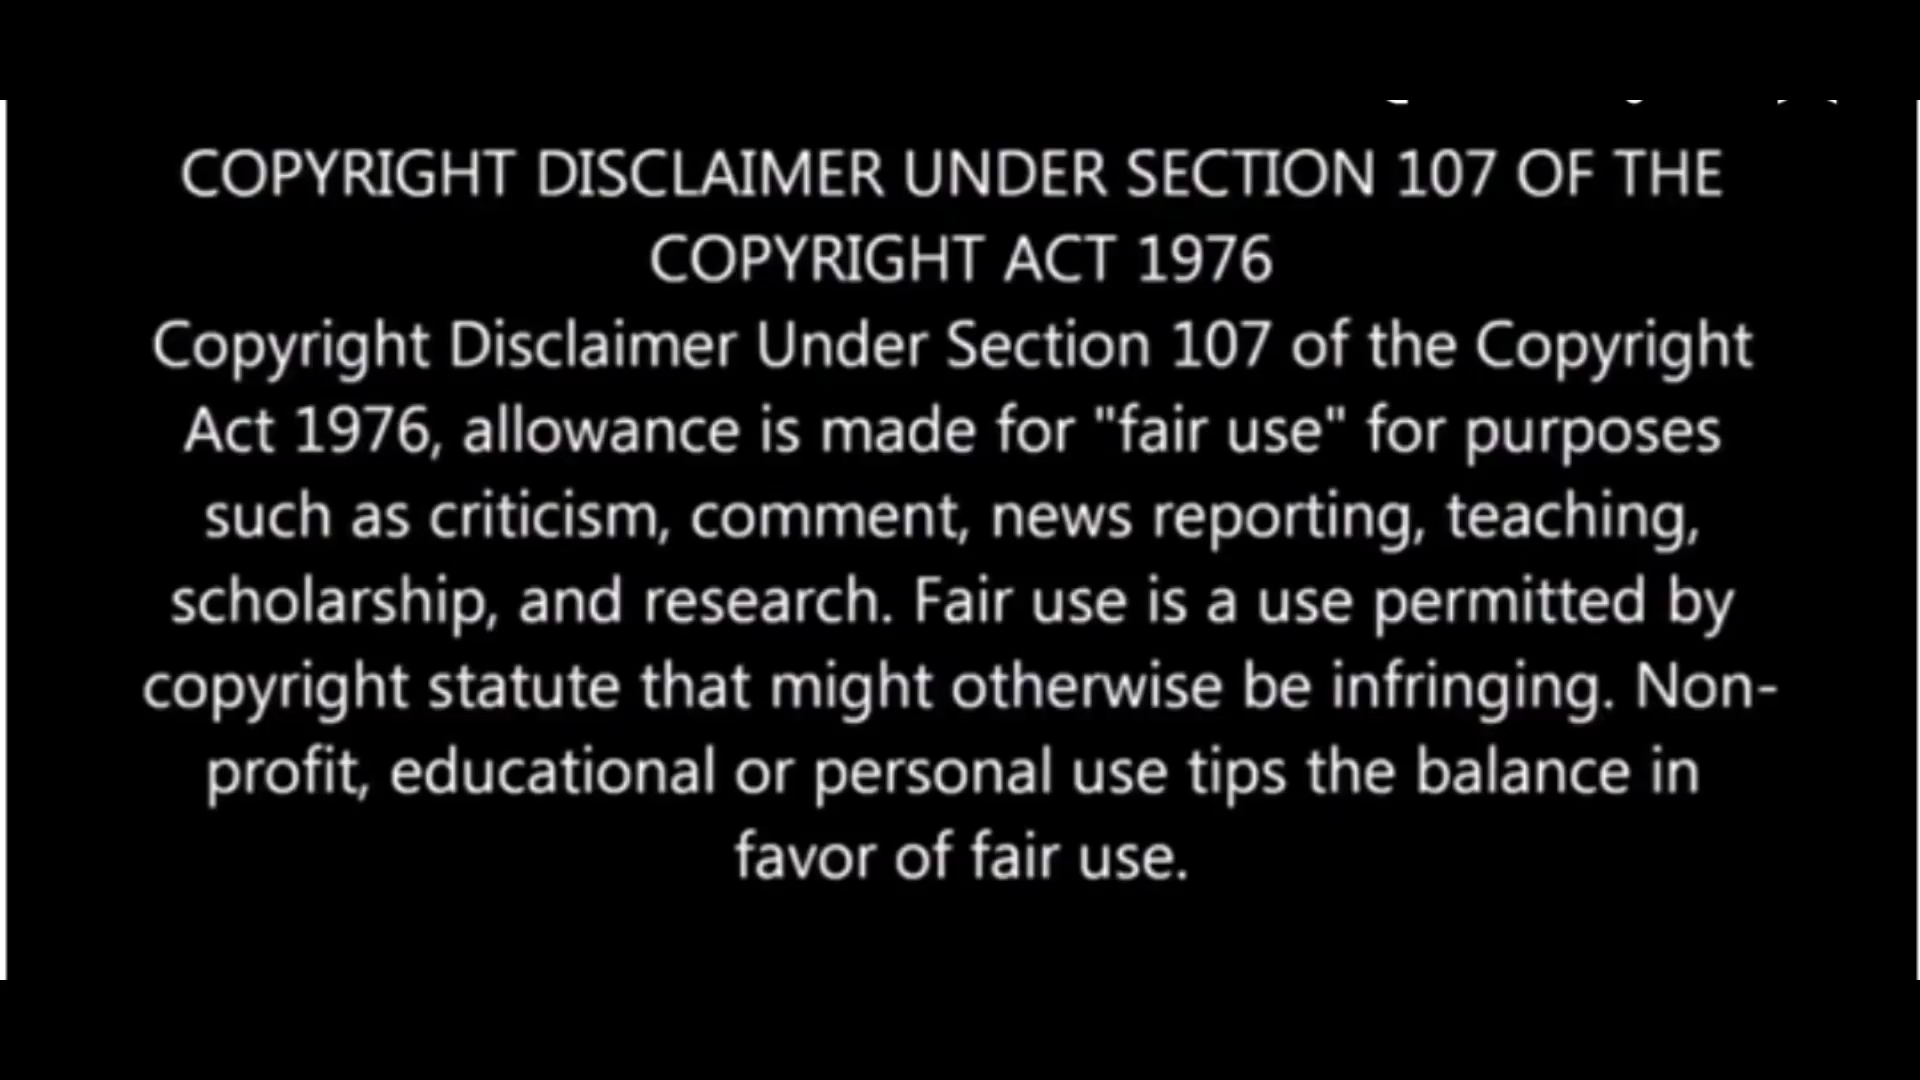 COPYRIGHT DISCLAIMER UNDER SECTION 107 OF THE
COPYRIGHT ACT 1976
Copyright Disclaimer Under Section 107 of the Copyright
Act 1976, allowance is made for "fair use" for purposes
such as criticism, comment, news reporting, teaching,
scholarship, and research. Fair use is a use permitted by
copyright statute that might otherwise be infringing. Non-
profit, educational or personal use tips the balance in
favor of fair use.